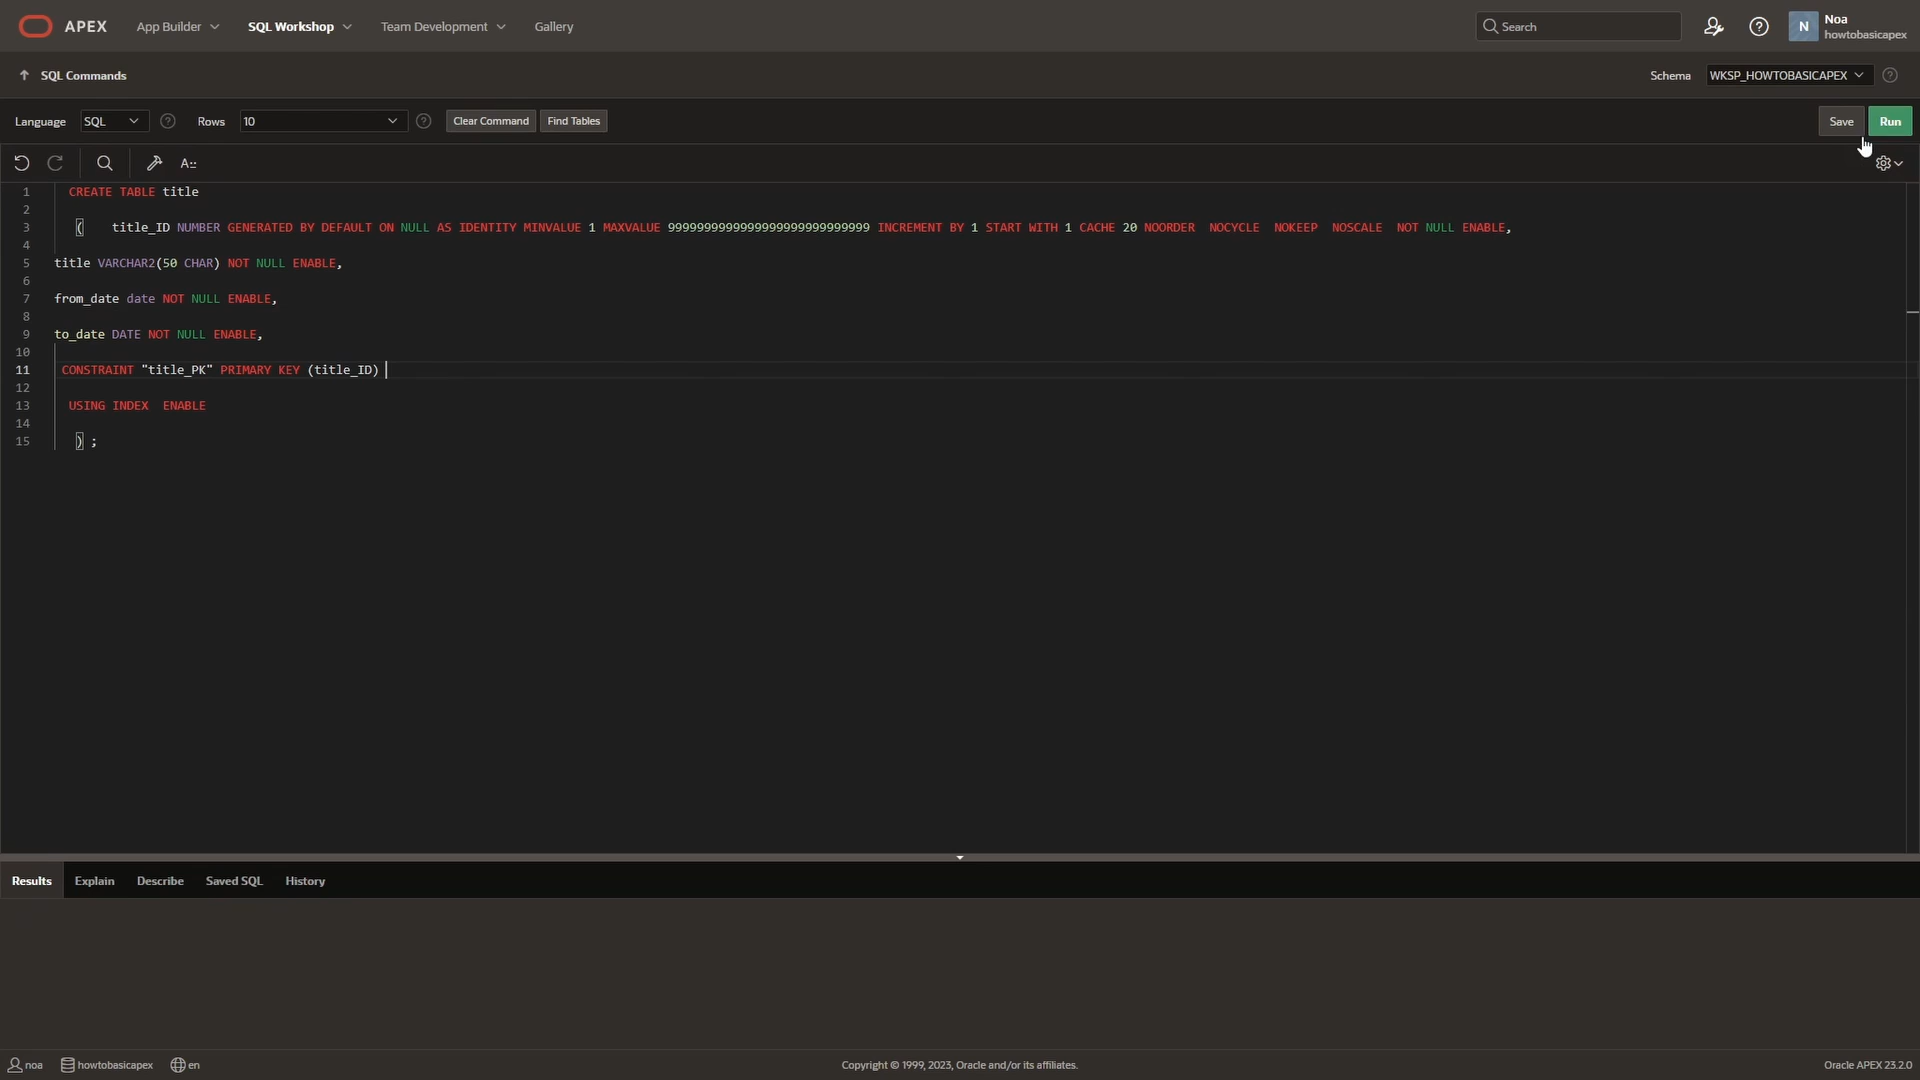 APEX App Builder SQL Workshop Team Development Gallery Search N Noa
howtobasicapex
SQL Commands Schema WKSP_HOWTOBASICAPEX
Language SQL Rows 10 Clear Command Find Tables Save Run
A::
1 CREATE TABLE title
2
3 ( title_ID NUMBER GENERATED BY DEFAULT ON NULL AS IDENTITY MINVALUE 1 MAXVALUE 9999999999999999999999999999 INCREMENT BY 1 START WITH 1 CACHE 20 NOORDER NOCYCLE NOKEEP NOSCALE NOT NULL ENABLE,
4
5 title VARCHAR2(50 CHAR) NOT NULL ENABLE,
6
7 from_date date NOT NULL ENABLE,
8
9 to_date DATE NOT NULL ENABLE,
10
11 CONSTRAINT "title_PK" PRIMARY KEY (title_ID)
12
13 USING INDEX ENABLE
14
15 ) ;
Results Explain Describe Saved SQL History
noa howtobasicapex en Copyright © 1999, 2023, Oracle and/or its affiliates. Oracle APEX 23.2.0